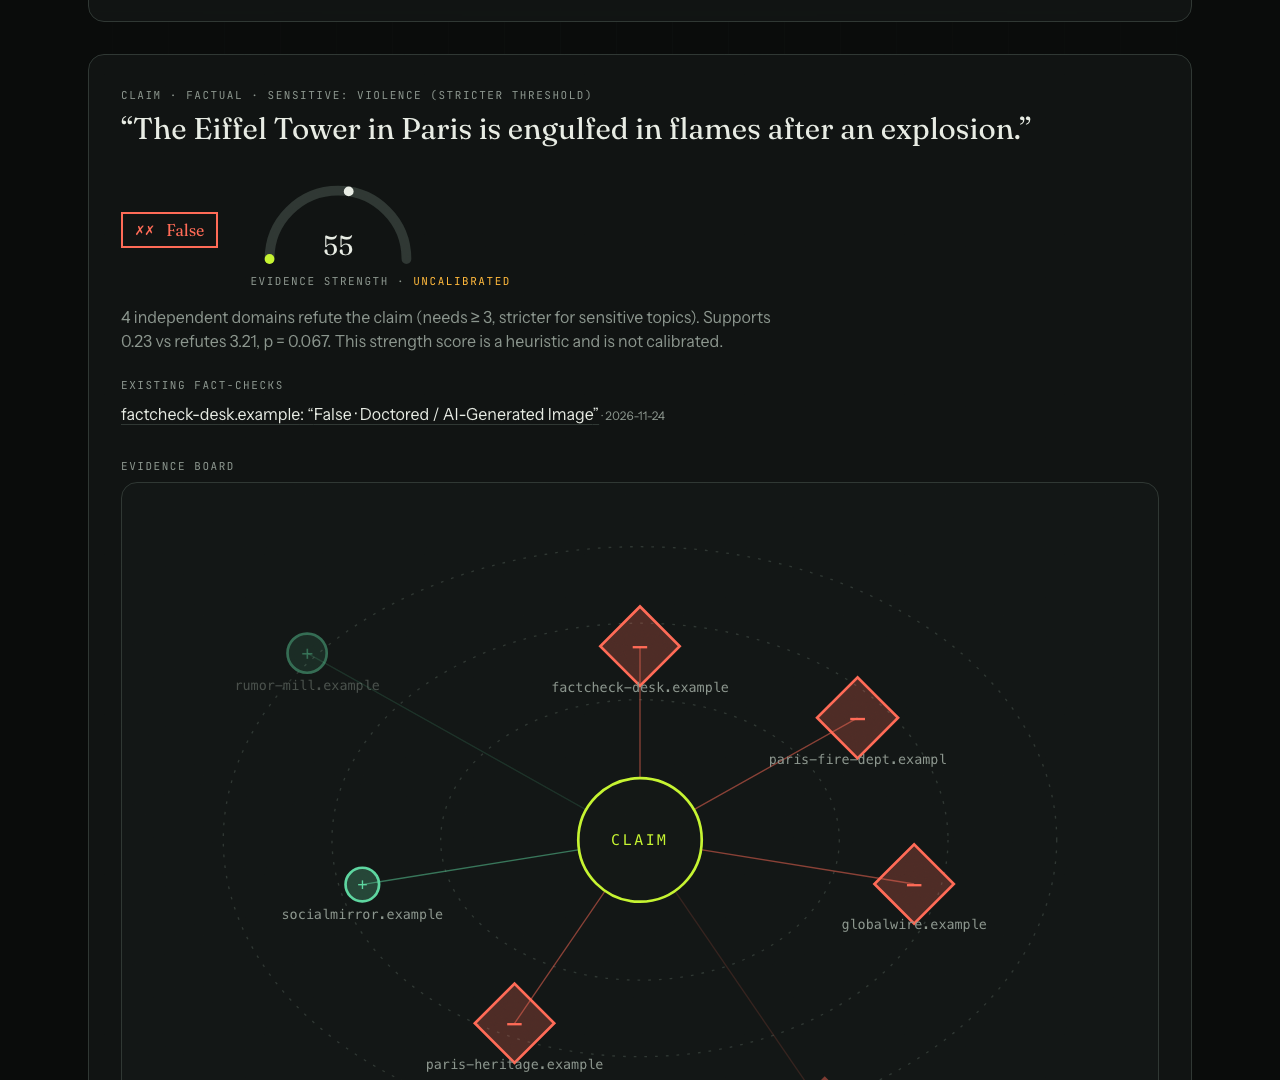 CLAIM · FACTUAL · SENSITIVE: VIOLENCE (STRICTER THRESHOLD)
“The Eiffel Tower in Paris is engulfed in flames after an explosion.”
✗✗ False
55
EVIDENCE STRENGTH · UNCALIBRATED
4 independent domains refute the claim (needs ≥ 3, stricter for sensitive topics). Supports
0.23 vs refutes 3.21, p = 0.067. This strength score is a heuristic and is not calibrated.
EXISTING FACT-CHECKS
factcheck-desk.example: “False · Doctored / AI-Generated Image” · 2026-11-24
EVIDENCE BOARD
+
rumor-mill.example
–
factcheck-desk.example
–
paris-fire-dept.exampl
CLAIM
+
socialmirror.example
–
globalwire.example
–
paris-heritage.example